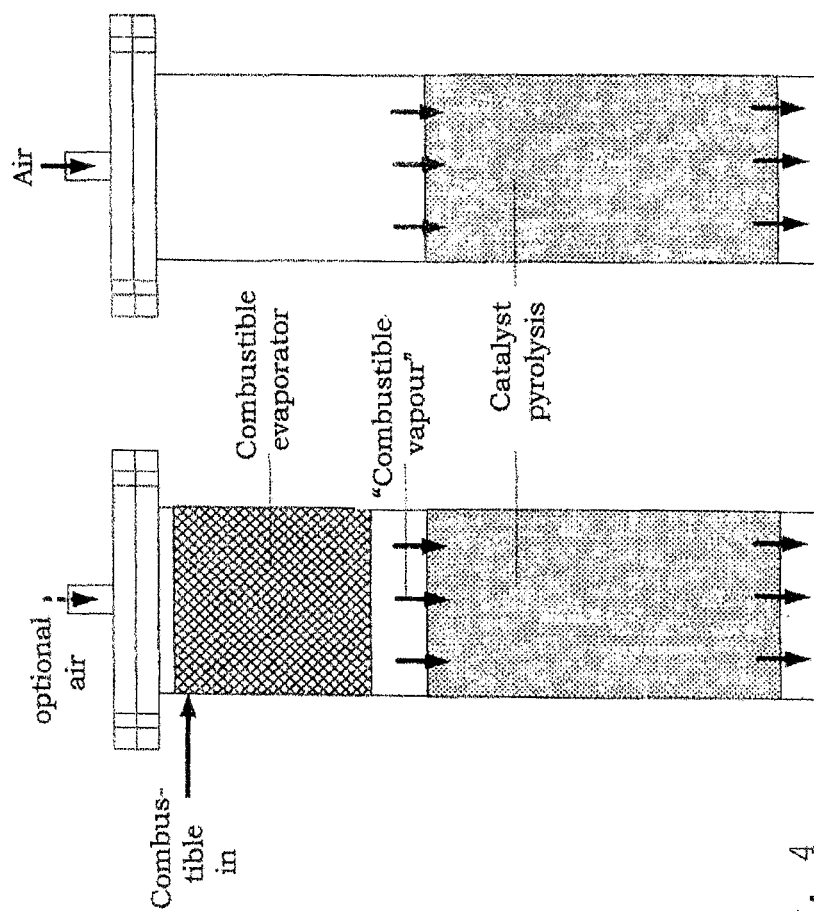 optional
air
Air
Combus-
tible
in
Combustible
evaporator
"Combustible
vapour"
Catalyst
pyrolysis
4